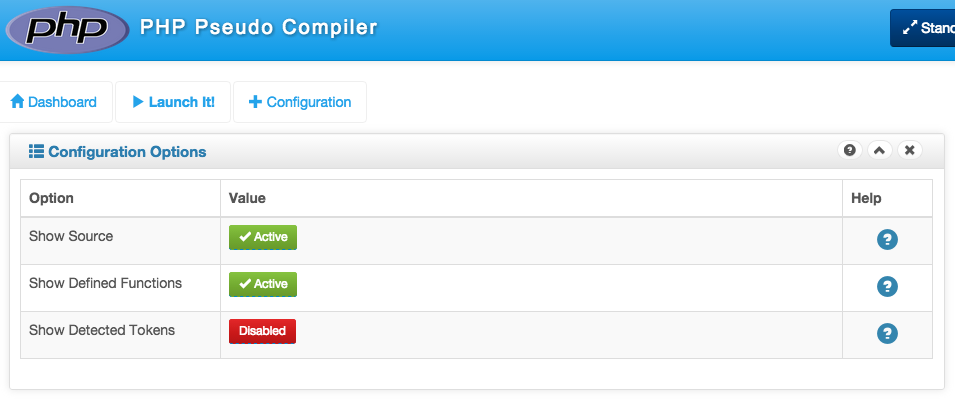 php PHP Pseudo Compiler Stand
Dashboard Launch It! Configuration
Configuration Options
Option Value Help
Show Source Active
Show Defined Functions Active
Show Detected Tokens Disabled